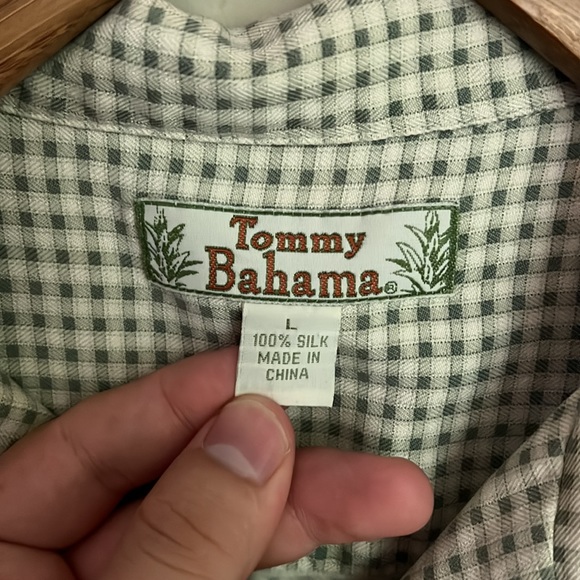 Tommy
Bahama®
L
100% SILK
MADE IN
CHINA